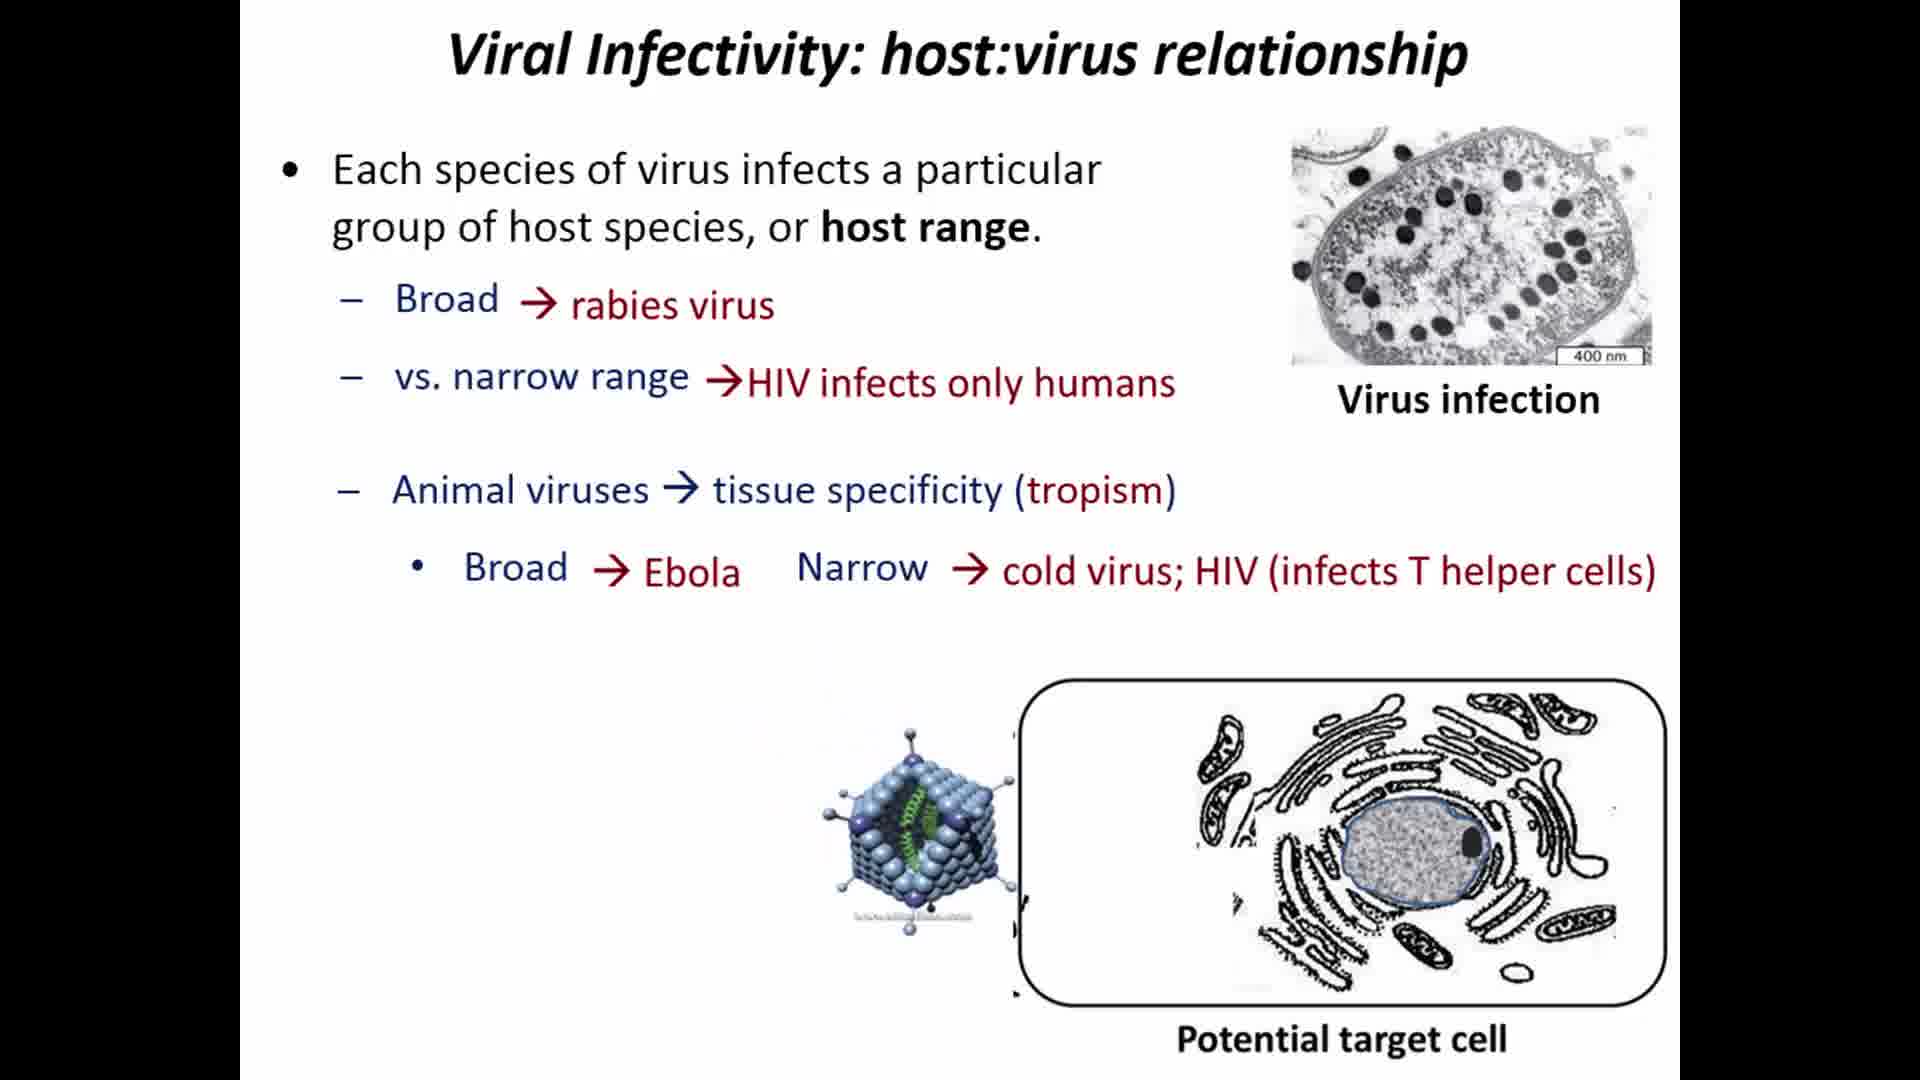 Viral Infectivity: host:virus relationship
• Each species of virus infects a particular
group of host species, or host range.
– Broad → rabies virus
– vs. narrow range →HIV infects only humans
400 nm
Virus infection
– Animal viruses → tissue specificity (tropism)
• Broad → Ebola Narrow → cold virus; HIV (infects T helper cells)
Potential target cell